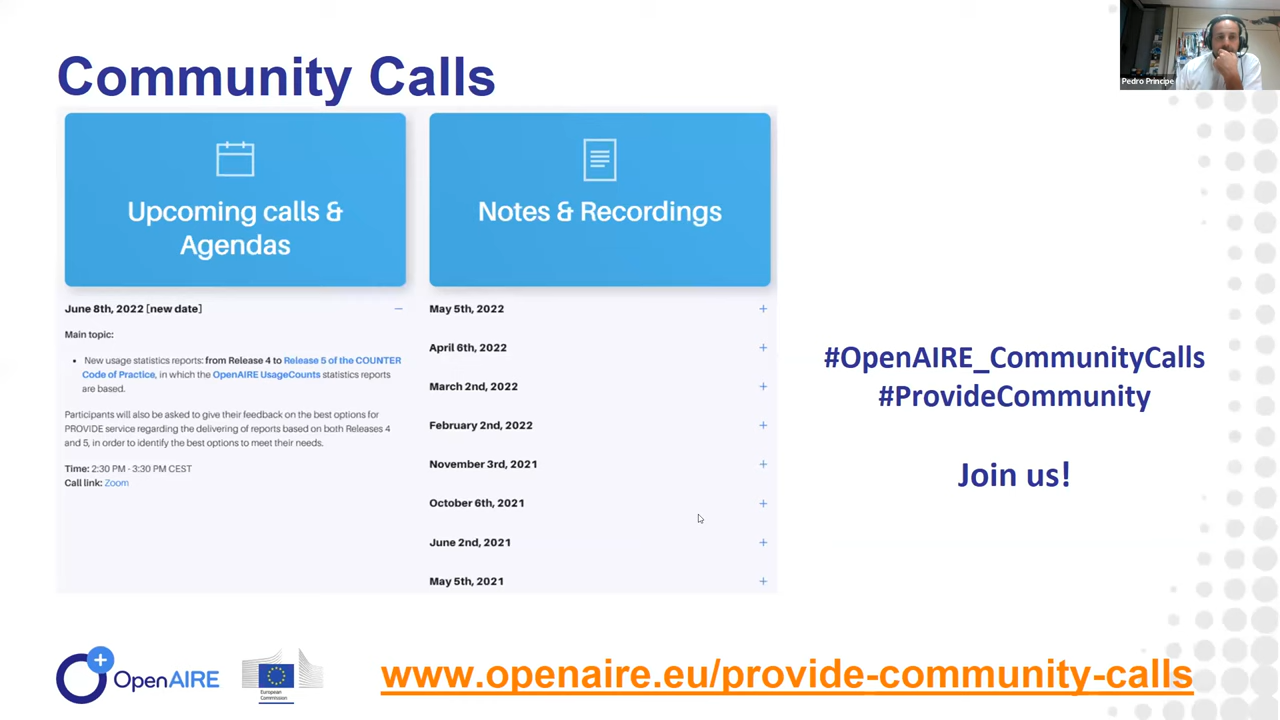 Community Calls
Pedro Principe
Upcoming calls &
Agendas
June 8th, 2022 [new date]
Main topic:
• New usage statistics reports: from Release 4 to Release 5 of the COUNTER
Code of Practice, in which the OpenAIRE UsageCounts statistics reports
are based.
Participants will also be asked to give their feedback on the best options for
PROVIDE service regarding the delivering of reports based on both Releases 4
and 5, in order to identify the best options to meet their needs.
Time: 2:30 PM - 3:30 PM CEST
Call link: Zoom
Notes & Recordings
May 5th, 2022
April 6th, 2022
March 2nd, 2022
February 2nd, 2022
November 3rd, 2021
October 6th, 2021
June 2nd, 2021
May 5th, 2021
#OpenAIRE_CommunityCalls
#ProvideCommunity
Join us!
OpenAIRE
European
Commission
www.openaire.eu/provide-community-calls